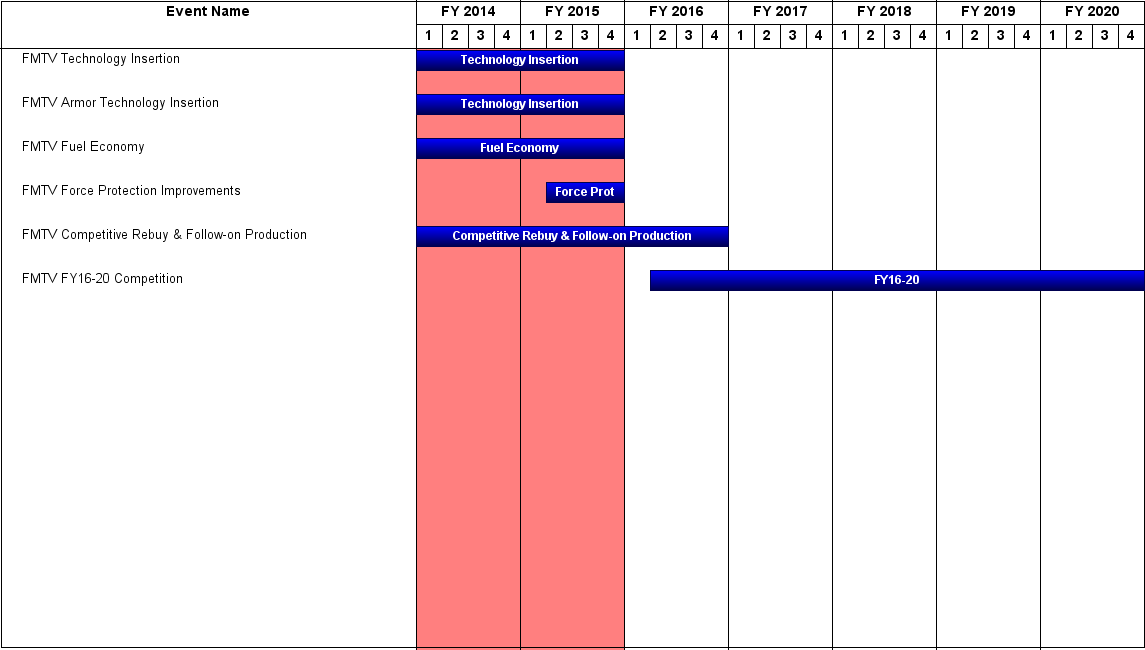 Event Name FY 2014 FY 2015 FY 2016 FY 2017 FY 2018 FY 2019 FY 2020
1 2 3 4 1 2 3 4 1 2 3 4 1 2 3 4 1 2 3 4 1 2 3 4 1 2 3 4
FMTV Technology Insertion Technology Insertion
FMTV Armor Technology Insertion Technology Insertion
FMTV Fuel Economy Fuel Economy
FMTV Force Protection Improvements Force Prot
FMTV Competitive Rebuy & Follow-on Production Competitive Rebuy & Follow-on Production
FMTV FY16-20 Competition FY16-20